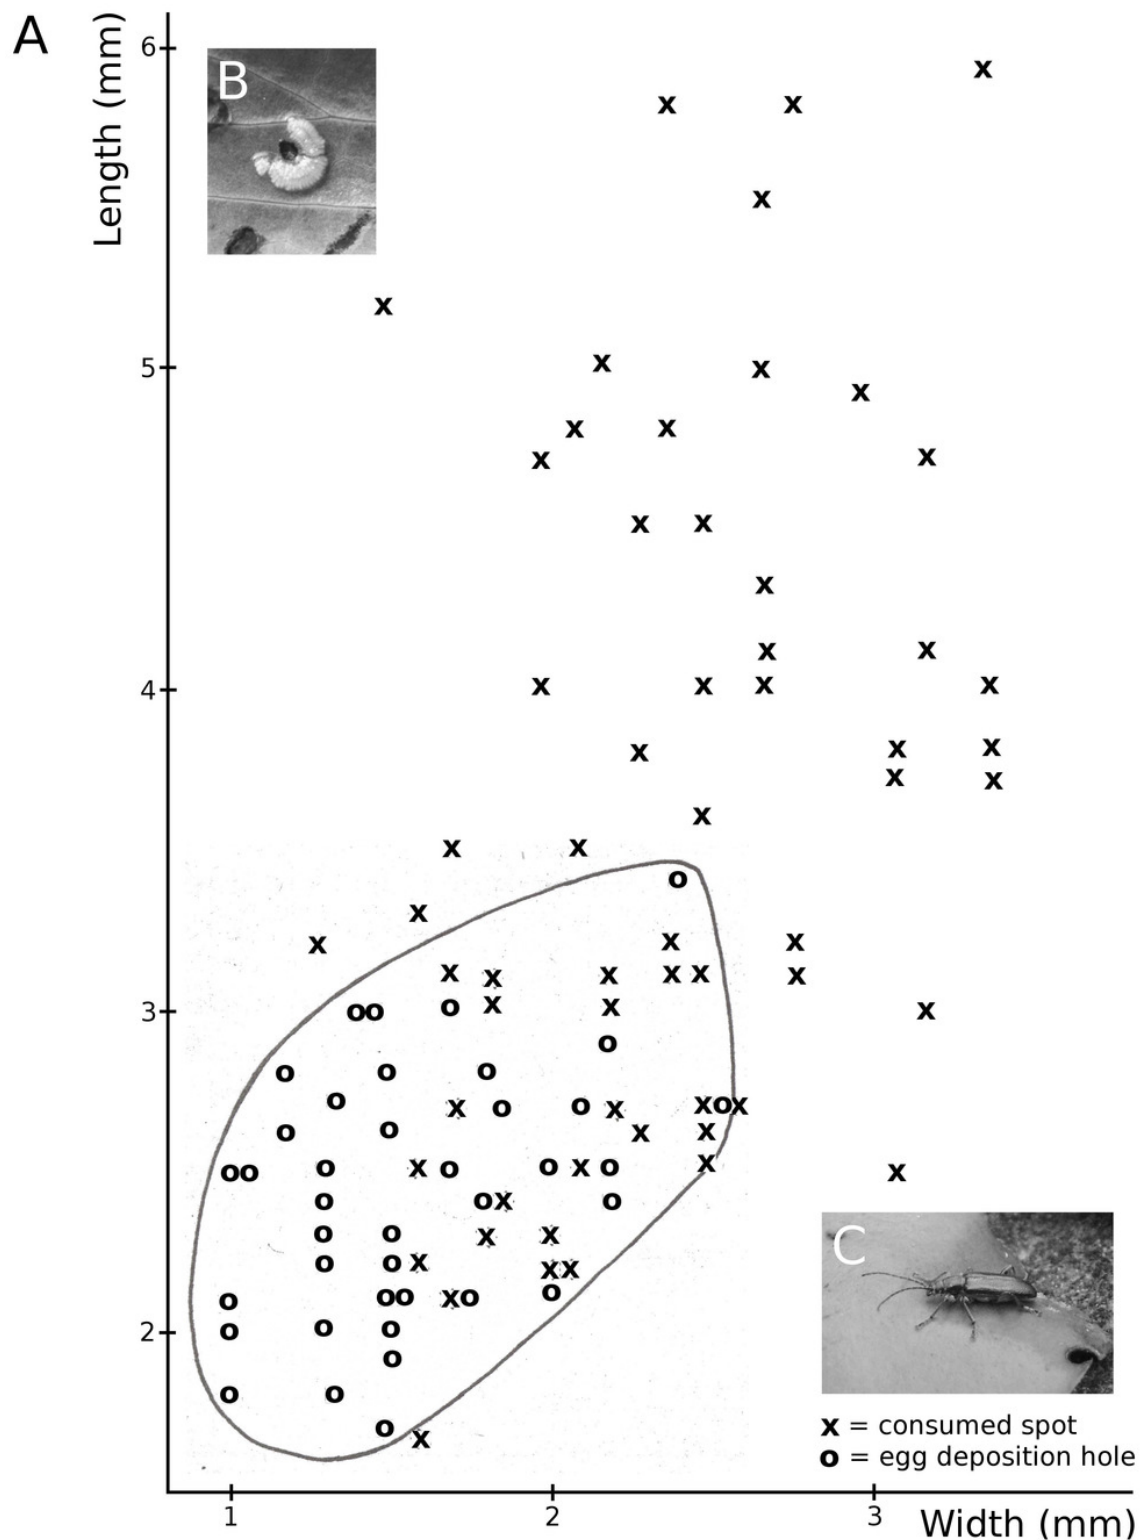 A
Length (mm)
B
6
5
4
3
2
C
x = consumed spot
o = egg deposition hole
1
2
3
Width (mm)